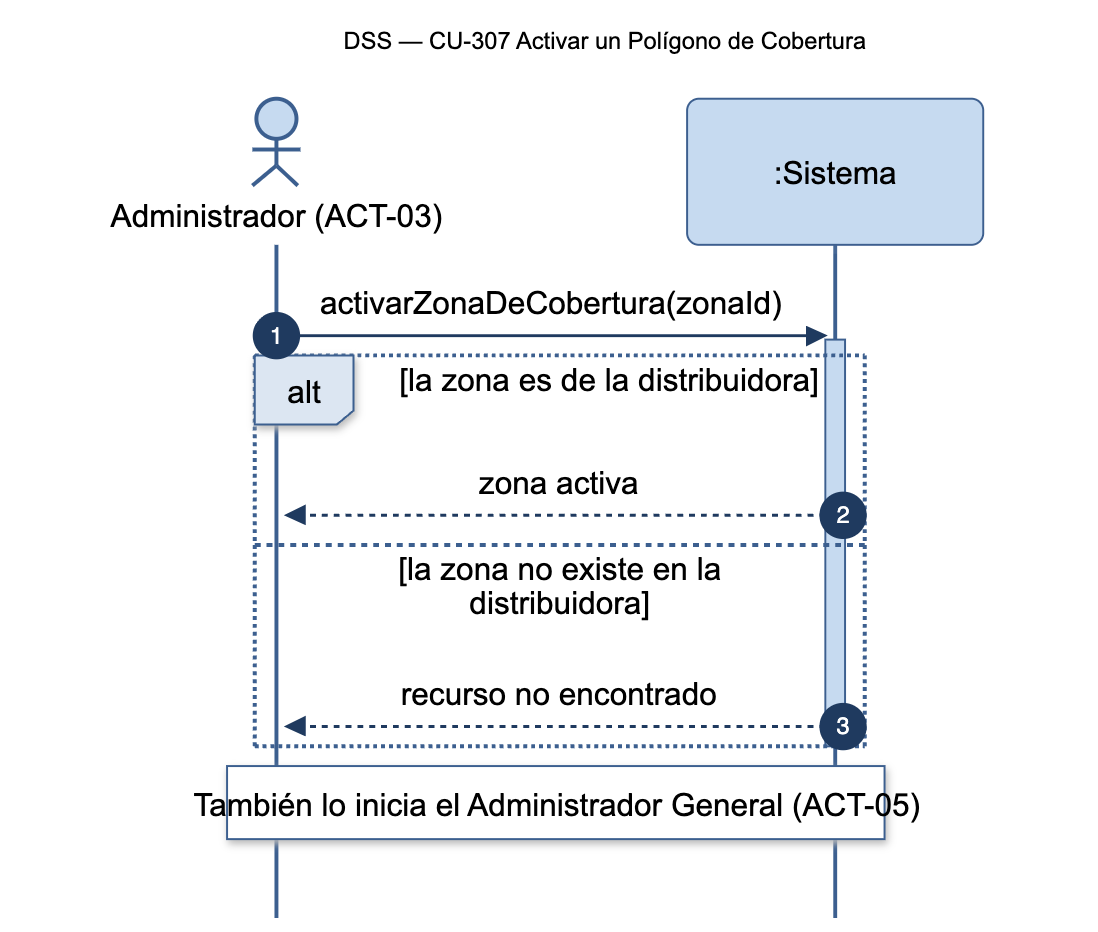 DSS — CU-307 Activar un Polígono de Cobertura
Administrador (ACT-03)
:Sistema
activarZonaDeCobertura(zonaId)
1
alt
[la zona es de la distribuidora]
zona activa
2
[la zona no existe en la
distribuidora]
recurso no encontrado
3
También lo inicia el Administrador General (ACT-05)